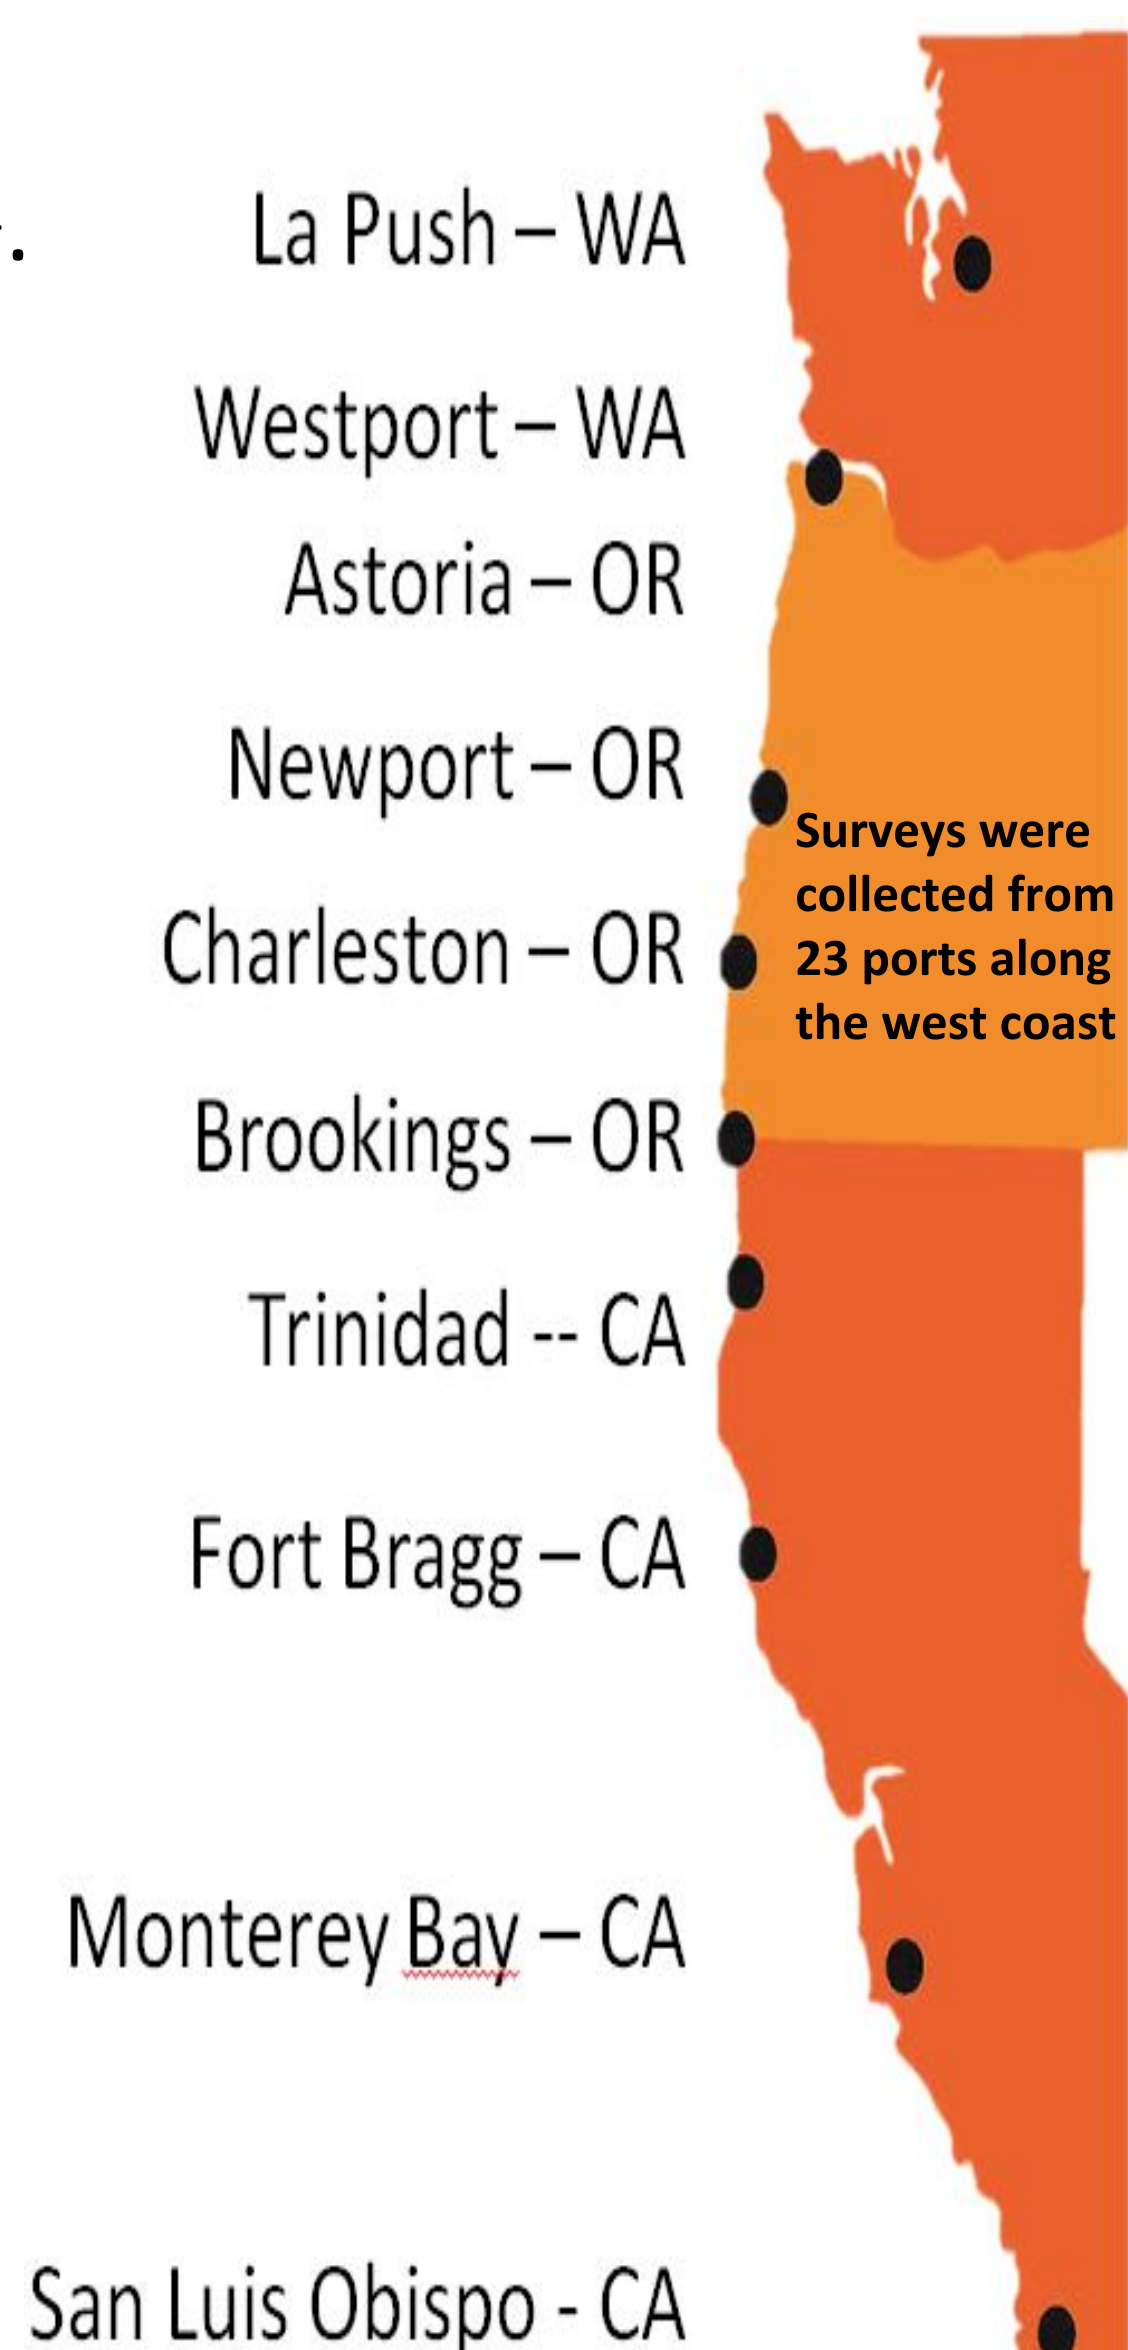 .
La Push – WA
Westport – WA
Astoria – OR
Newport – OR
Surveys were
collected from
23 ports along
the west coast
Charleston – OR
Brookings – OR
Trinidad -- CA
Fort Bragg – CA
Monterey Bay – CA
San Luis Obispo - CA